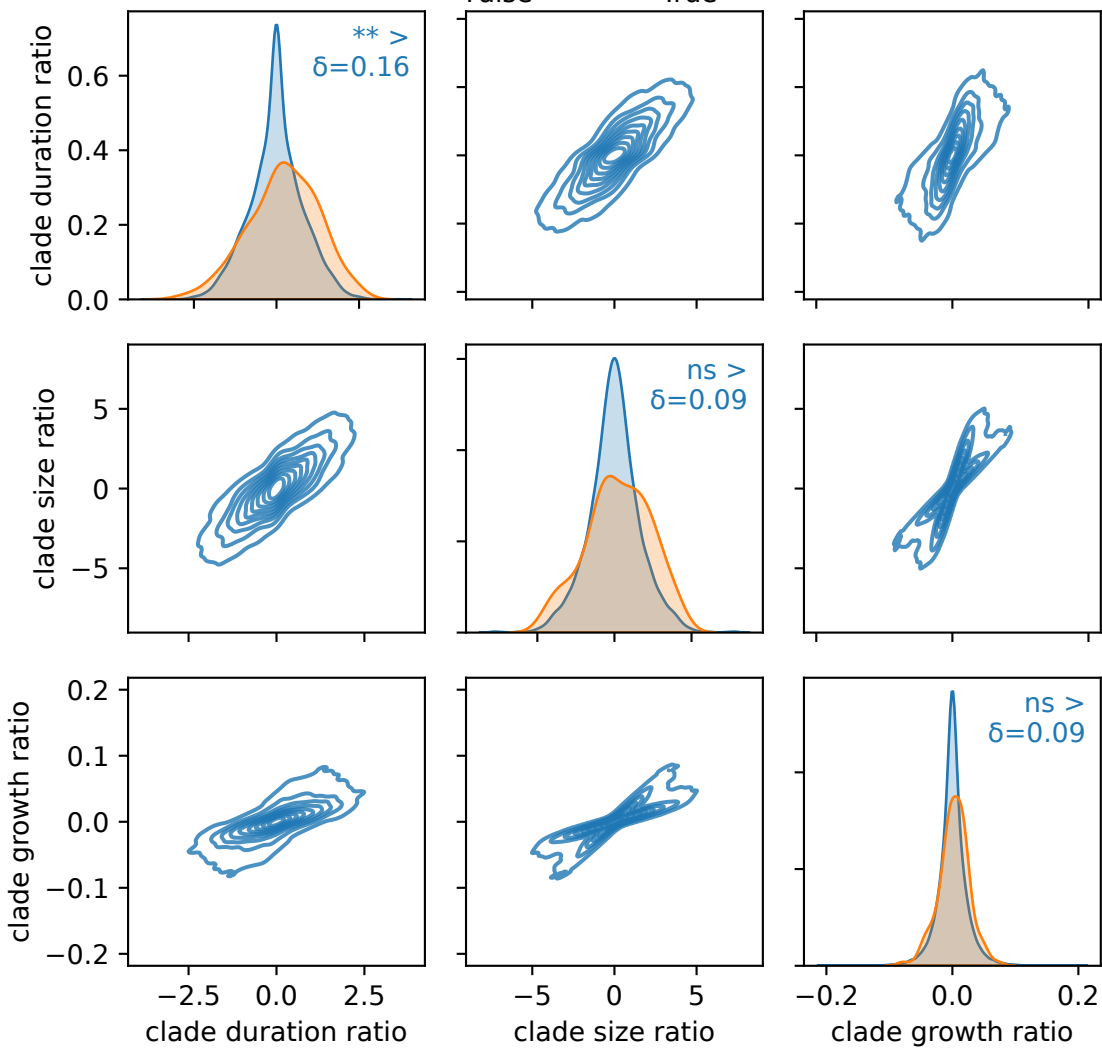 clade duration ratio
0.6
0.4
0.2
0.0
** >
δ=0.16
clade size ratio
5
0
−5
ns >
δ=0.09
clade growth ratio
0.2
0.1
0.0
−0.1
−0.2
ns >
δ=0.09
−2.5 0.0 2.5
−5 0 5
−0.2 0.0 0.2
clade duration ratio
clade size ratio
clade growth ratio